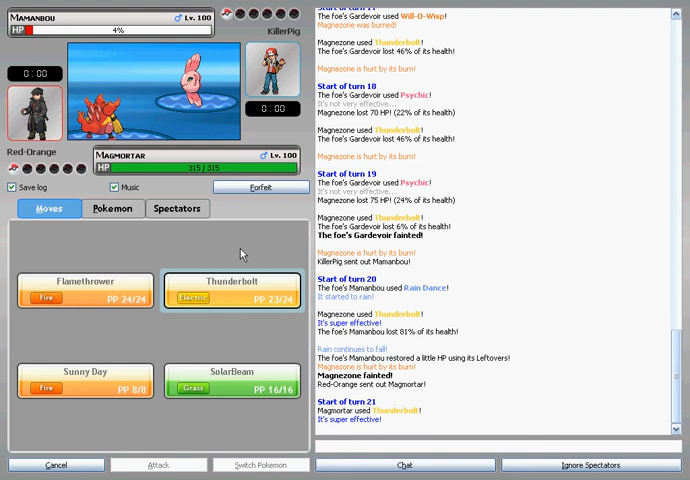 Mamanbou ♂ Lv. 100
HP 4%
KillerPig
0 : 00
0 : 00
Red-Orange
Magmortar ♂ Lv. 100
HP 315 / 315
Save log
Music
Forfeit
Moves
Pokemon
Spectators
Flamethrower
Fire PP 24/24
Thunderbolt
Electric PP 23/24
Sunny Day
Fire PP 8/8
SolarBeam
Grass PP 16/16
Cancel
Attack
Switch Pokemon
The foe's Gardevoir used Will-O-Wisp!
Magnezone was burned!
Magnezone used Thunderbolt!
The foe's Gardevoir lost 46% of its health!
Magnezone is hurt by its burn!
Start of turn 18
The foe's Gardevoir used Psychic!
It's not very effective...
Magnezone lost 70 HP! (22% of its health)
Magnezone used Thunderbolt!
The foe's Gardevoir lost 46% of its health!
Magnezone is hurt by its burn!
Start of turn 19
The foe's Gardevoir used Psychic!
It's not very effective...
Magnezone lost 75 HP! (24% of its health)
Magnezone used Thunderbolt!
The foe's Gardevoir lost 6% of its health!
The foe's Gardevoir fainted!
Magnezone is hurt by its burn!
KillerPig sent out Mamanbou!
Start of turn 20
The foe's Mamanbou used Rain Dance!
It started to rain!
Magnezone used Thunderbolt!
It's super effective!
The foe's Mamanbou lost 81% of its health!
Rain continues to fall!
The foe's Mamanbou restored a little HP using its Leftovers!
Magnezone is hurt by its burn!
Magnezone fainted!
Red-Orange sent out Magmortar!
Start of turn 21
Magmortar used Thunderbolt!
It's super effective!
Chat
Ignore Spectators